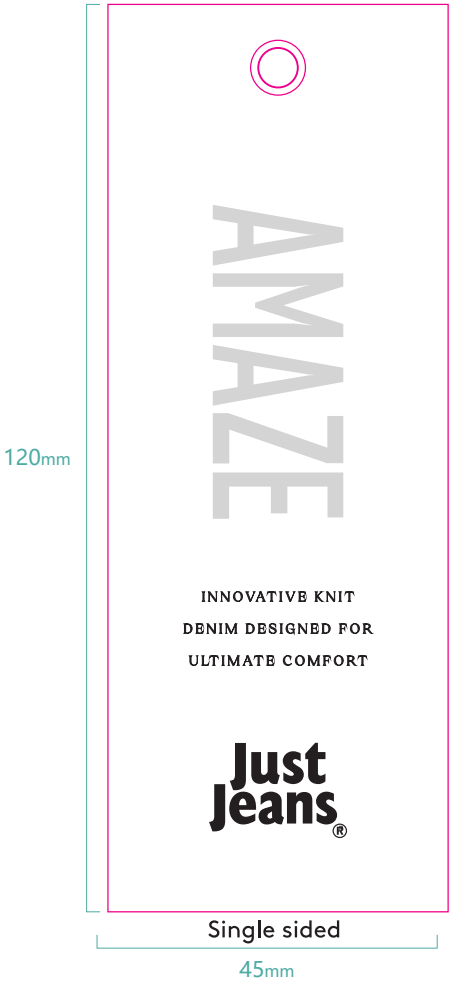 AMAZE
120mm
INNOVATIVE KNIT
DENIM DESIGNED FOR
ULTIMATE COMFORT
Just
Jeans®
Single sided
45mm